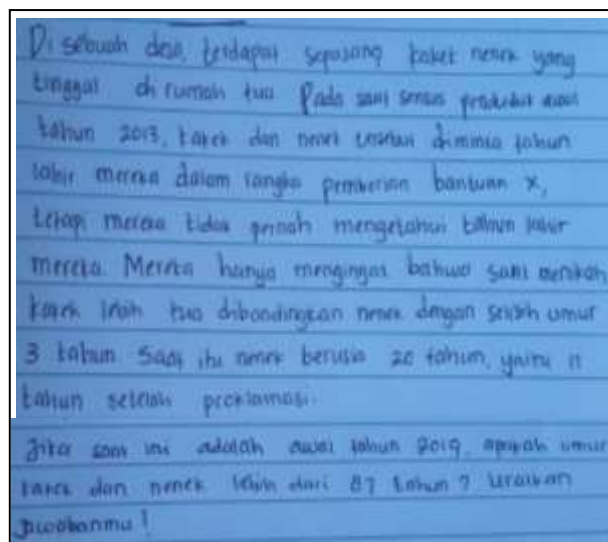 Di sebuah desa, terdapat sepasang kakek nenek yang
tinggal di rumah tua Pada saat sensus penduduk awal
tahun 2013, kakek dan nenek tersebut diminta tahun
lahir mereka dalam rangka pemberian bantuan x,
tetapi mereka tidak pernah mengetahui tahun lahir
mereka. Mereka hanya mengingat bahwa saat menikah
kakek lebih tua dibandingkan nenek dengan selisih umur
3 tahun Saat itu nenek berusia 20 tahun, yaitu 11
tahun setelah proklamasi.
Jika saat ini adalah awal tahun 2019, apakah umur
kakek dan nenek lebih dari 87 tahun? Uraikan
jawabanmu!